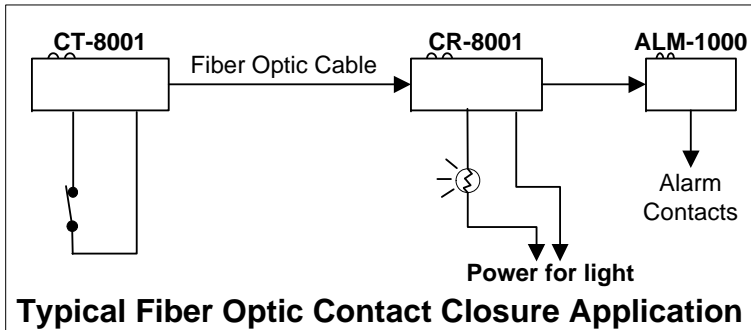 CT-8001 CR-8001 ALM-1000
Fiber Optic Cable
Alarm
Contacts
Power for light
Typical Fiber Optic Contact Closure Application